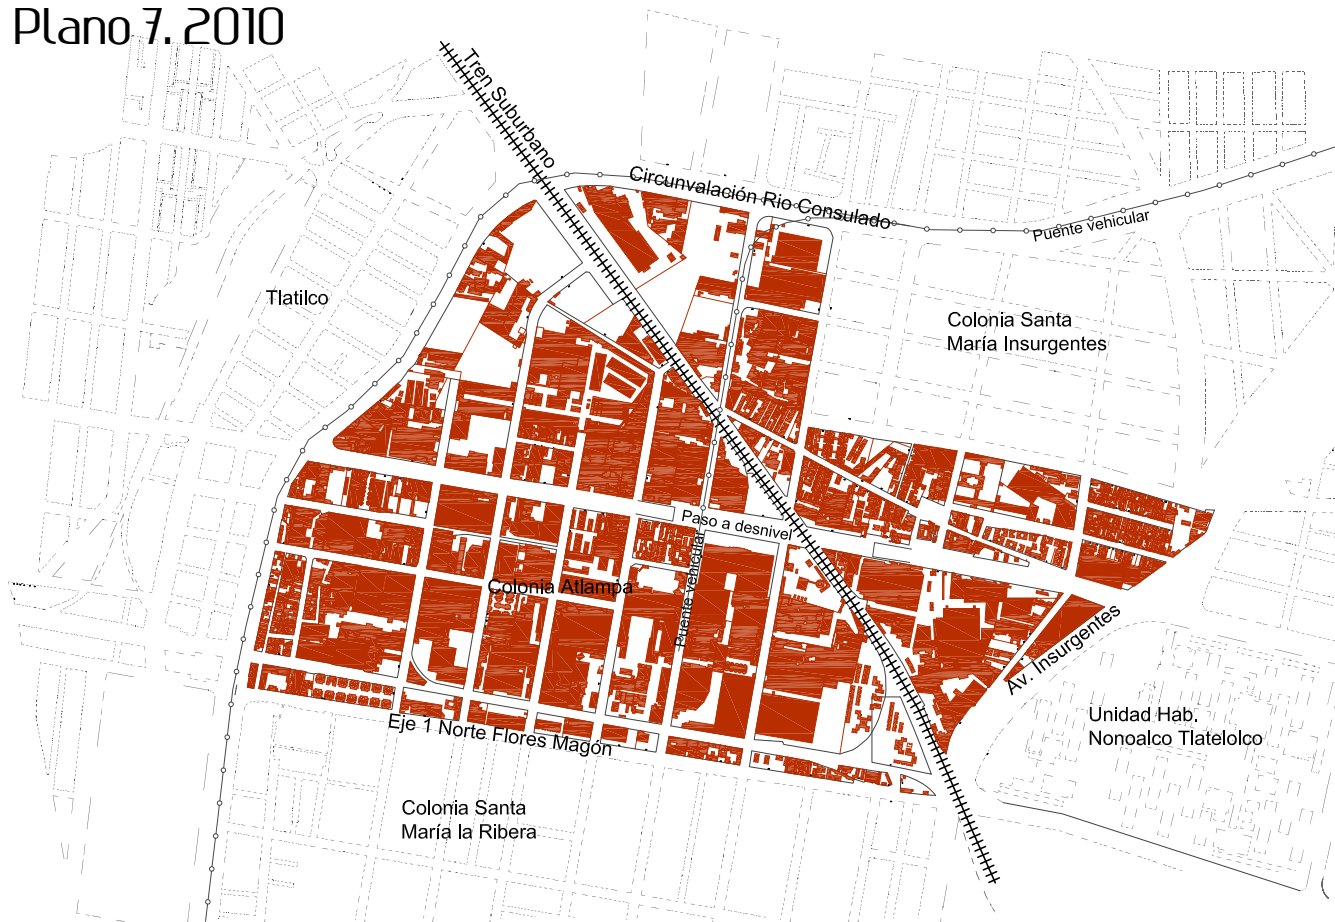 Plano 7. 2010
Tren Suburbano
Circunvalación Rio Consulado
Puente vehicular
Tlatilco
Colonia Santa
María Insurgentes
Paso a desnivel
Puente vehicular
Colonia Atlampa
Av. Insurgentes
Unidad Hab.
Nonoalco Tlatelolco
Eje 1 Norte Flores Magón
Colonia Santa
María la Ribera